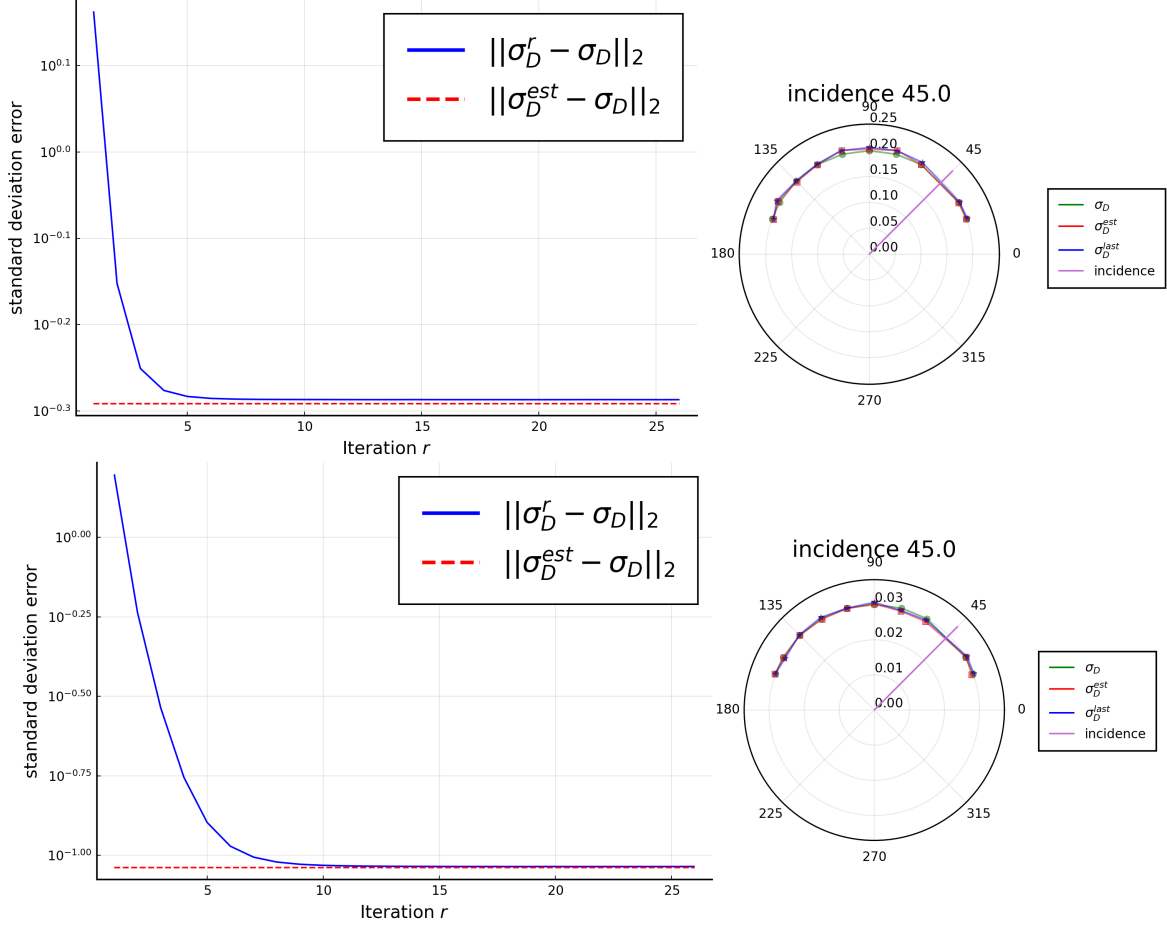 10^{0.1}
10^{0.0}
10^{−0.1}
10^{−0.2}
10^{−0.3}
standard deviation error
5
10
15
20
25
Iteration r
||σ_D^r − σ_D||_2
||σ_D^{est} − σ_D||_2
incidence 45.0
90
0.25
0.20
0.15
0.10
0.05
0.00
135
45
180
0
225
315
270
σ_D
σ_D^{est}
σ_D^{last}
incidence
10^{0.00}
10^{−0.25}
10^{−0.50}
10^{−0.75}
10^{−1.00}
standard deviation error
5
10
15
20
25
Iteration r
||σ_D^r − σ_D||_2
||σ_D^{est} − σ_D||_2
incidence 45.0
90
0.03
0.02
0.01
0.00
135
45
180
0
225
315
270
σ_D
σ_D^{est}
σ_D^{last}
incidence